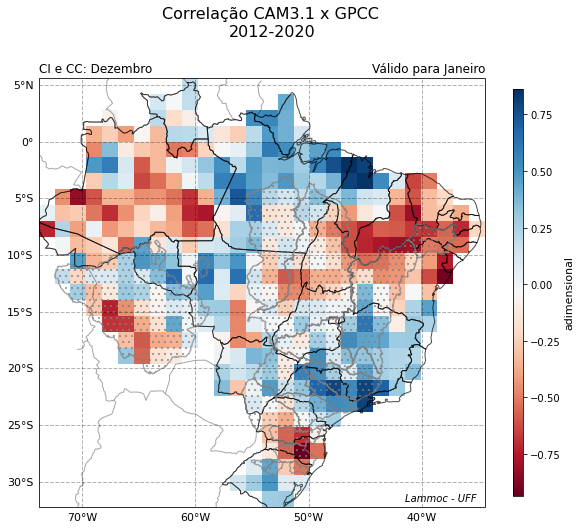 Correlação CAM3.1 x GPCC
2012-2020
CI e CC: Dezembro
Válido para Janeiro
5°N
0°
5°S
10°S
15°S
20°S
25°S
30°S
70°W
60°W
50°W
40°W
Lammoc - UFF
0.75
0.50
0.25
0.00
−0.25
−0.50
−0.75
adimensional